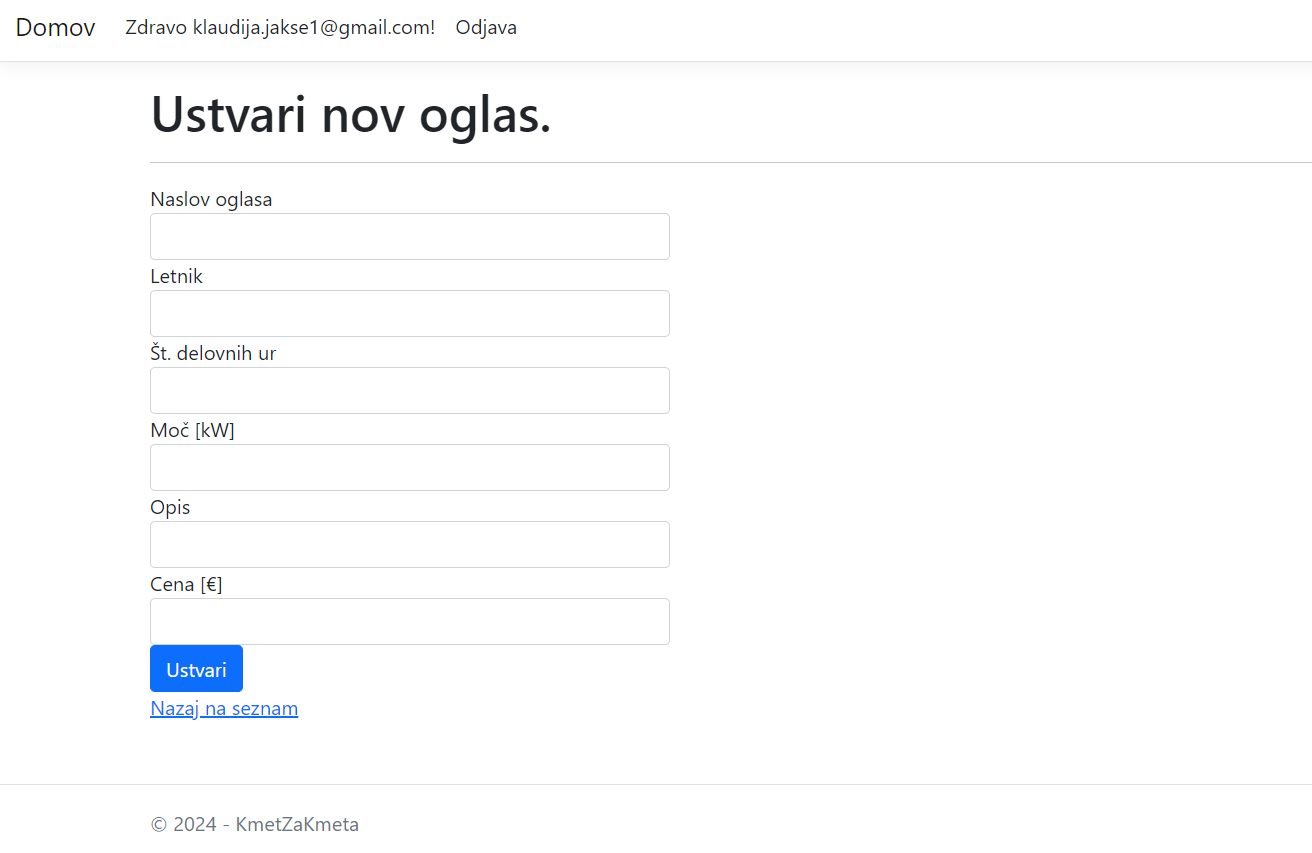 Domov Zdravo klaudija.jakse1@gmail.com! Odjava
Ustvari nov oglas.
Naslov oglasa
Letnik
Št. delovnih ur
Moč [kW]
Opis
Cena [€]
Ustvari
Nazaj na seznam
© 2024 - KmetZaKmeta